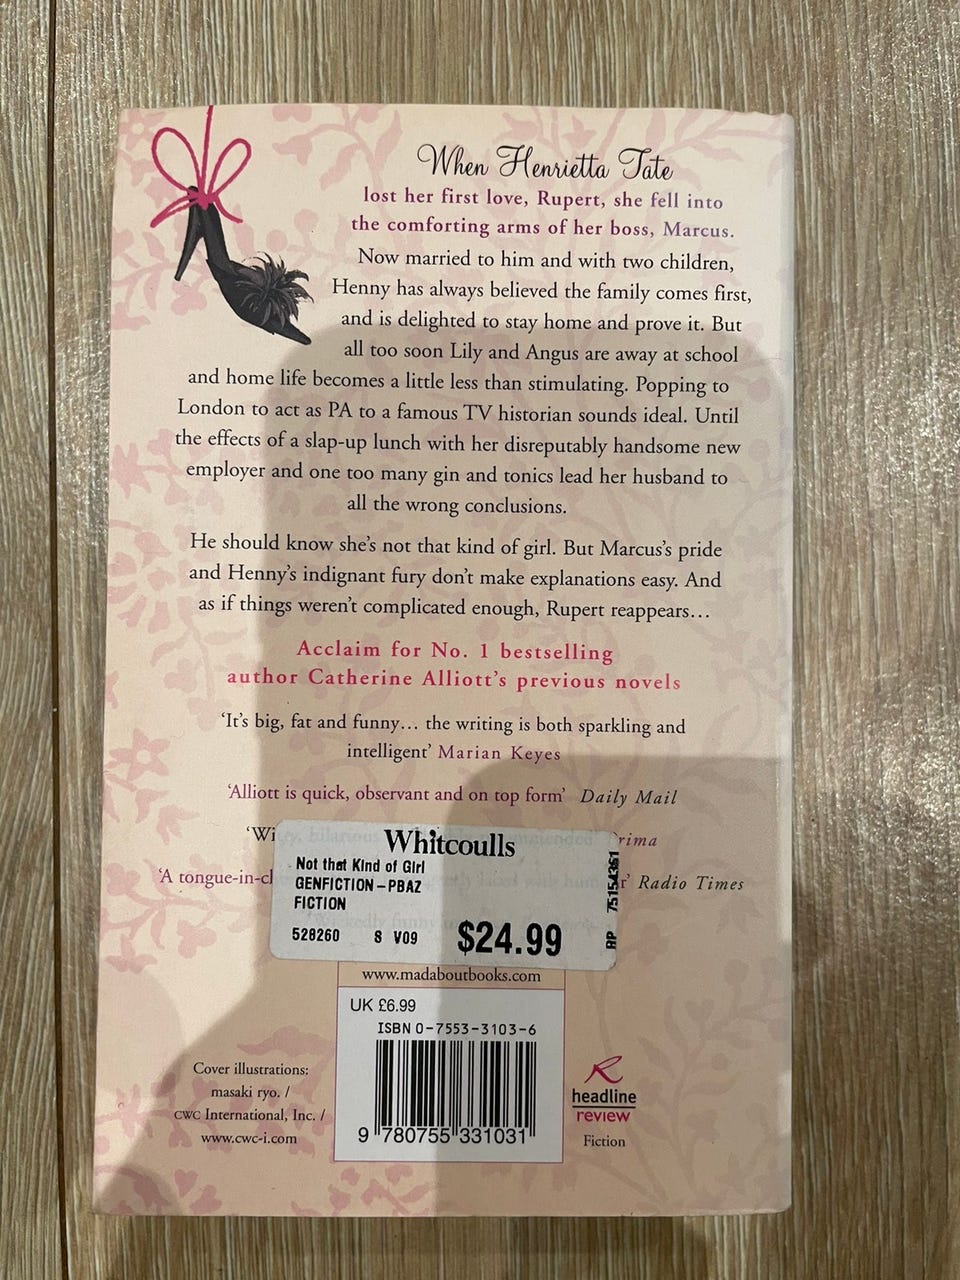 When Henrietta Tate
lost her first love, Rupert, she fell into
the comforting arms of her boss, Marcus.
Now married to him and with two children,
Henny has always believed the family comes first,
and is delighted to stay home and prove it. But
all too soon Lily and Angus are away at school
and home life becomes a little less than stimulating. Popping to
London to act as PA to a famous TV historian sounds ideal. Until
the effects of a slap-up lunch with her disreputably handsome new
employer and one too many gin and tonics lead her husband to
all the wrong conclusions.
He should know she's not that kind of girl. But Marcus's pride
and Henny's indignant fury don't make explanations easy. And
as if things weren't complicated enough, Rupert reappears...
Acclaim for No. 1 bestselling
author Catherine Alliott's previous novels
'It's big, fat and funny... the writing is both sparkling and
intelligent' Marian Keyes
'Alliott is quick, observant and on top form' Daily Mail
'A tongue-in- Radio Times
Whitcoulls
Not that Kind of Girl
GENFICTION-PBAZ
FICTION
528260 8 V09 $24.99
RP 75154361
www.madaboutbooks.com
UK £6.99
ISBN 0-7553-3103-6
9 780755 331031
Cover illustrations:
masaki ryo. /
CWC International, Inc. /
www.cwc-i.com
headline
review
Fiction